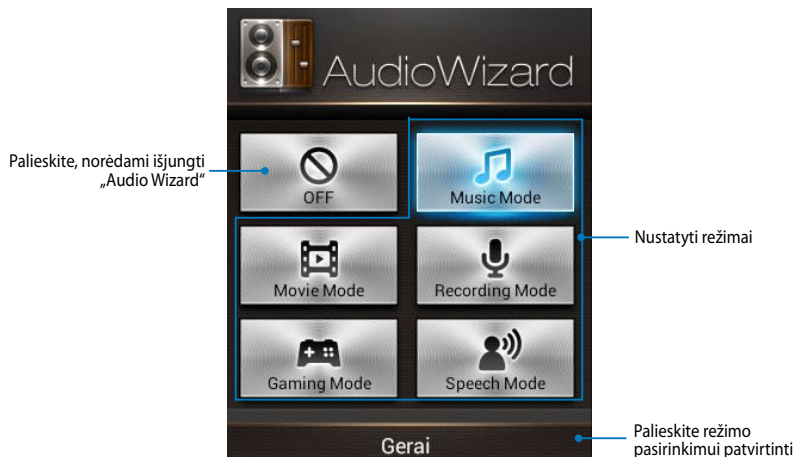 AudioWizard
Palieskite, norėdami išjungti
„Audio Wizard“
OFF
Music Mode
Nustatyti režimai
Movie Mode
Recording Mode
Gaming Mode
Speech Mode
Gerai
Palieskite režimo
pasirinkimui patvirtinti